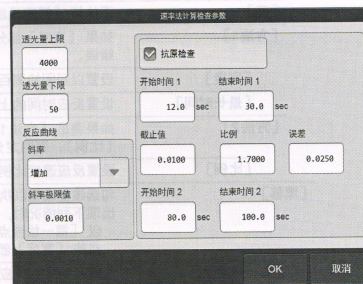 速率法计算检查参数
透光量上限
4000
透光量下限
50
反应曲线
斜率
增加
斜率极限值
0.0010
抗原检查
开始时间 1 结束时间 1
12.0 sec 30.0 sec
截止值 比例 误差
0.0100 1.7000 0.0250
开始时间 2 结束时间 2
80.0 sec 100.0 sec
OK 取消